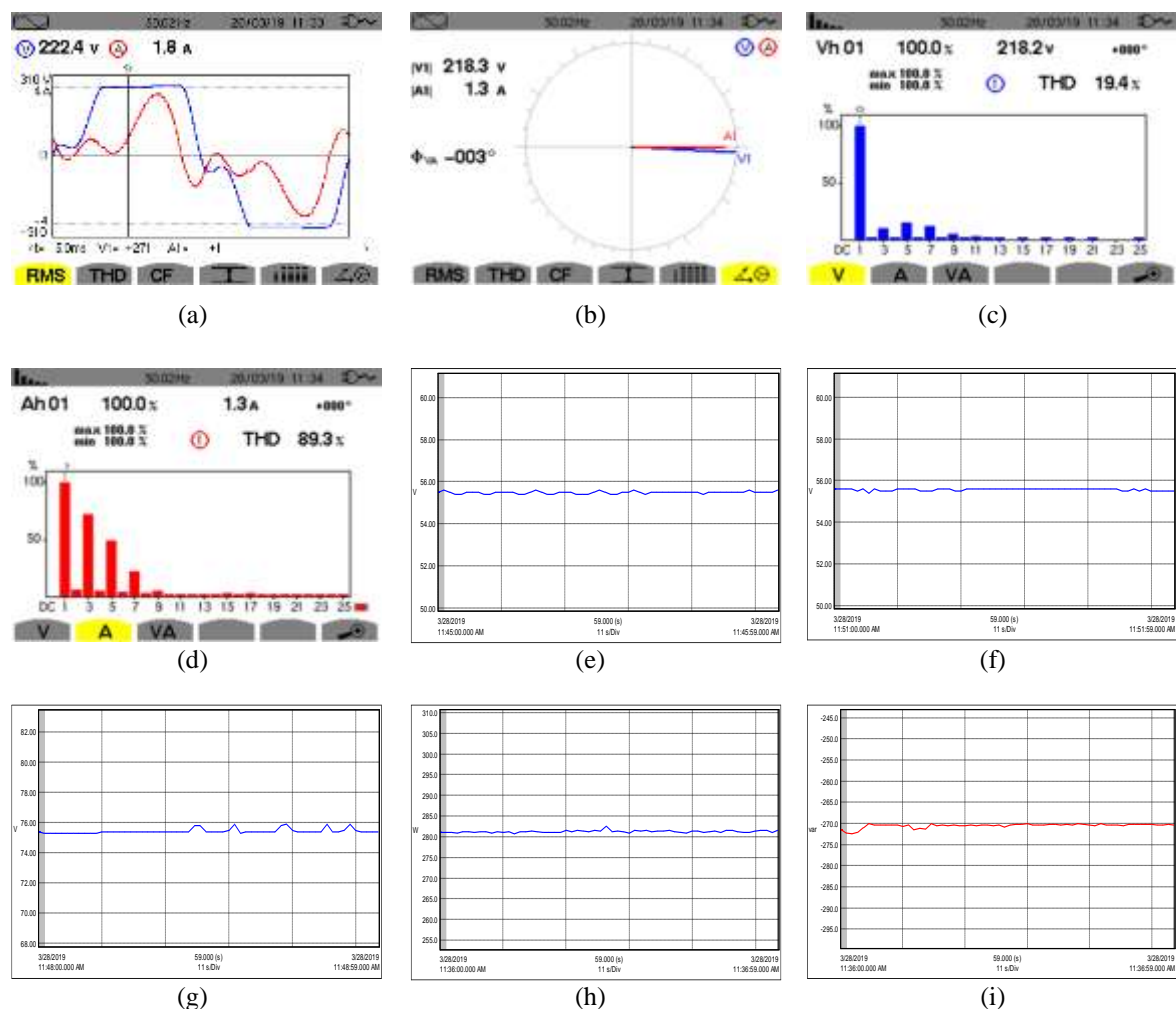 50.02Hz 28/03/19 11:33
V 222.4 V A 1.8 A
310 V
0
-310
t= 5.0ms V1= +271 A1= +1
RMS THD CF
(a)
50.02Hz 28/03/19 11:34
V A
|V1| 218.3 V
|A1| 1.3 A
ΦVA -003°
A1
V1
RMS THD CF
(b)
50.02Hz 28/03/19 11:34
Vh 01 100.0 % 218.2 V +000°
max 100.0 %
min 100.0 %
1 THD 19.4 %
%
100
50
DC 1 3 5 7 9 11 13 15 17 19 21 23 25
V A VA
(c)
50.02Hz 28/03/19 11:34
Ah 01 100.0 % 1.3 A +000°
max 100.0 %
min 100.0 %
1 THD 89.3 %
%
100
50
DC 1 3 5 7 9 11 13 15 17 19 21 23 25
V A VA
(d)
60.00
58.00
V 56.00
54.00
52.00
50.00
3/28/2019 59.000 (s) 3/28/2019
11:45:00.000 AM 11 s/Div 11:45:59.000 AM
(e)
60.00
58.00
V 56.00
54.00
52.00
50.00
3/28/2019 59.000 (s) 3/28/2019
11:51:00.000 AM 11 s/Div 11:51:59.000 AM
(f)
82.00
80.00
78.00
V 76.00
74.00
72.00
70.00
68.00
3/28/2019 59.000 (s) 3/28/2019
11:48:00.000 AM 11 s/Div 11:48:59.000 AM
(g)
310.0
305.0
300.0
295.0
290.0
285.0
W 280.0
275.0
270.0
265.0
260.0
255.0
3/28/2019 59.000 (s) 3/28/2019
11:36:00.000 AM 11 s/Div 11:36:59.000 AM
(h)
-245.0
-250.0
-255.0
-260.0
-265.0
var -270.0
-275.0
-280.0
-285.0
-290.0
-295.0
3/28/2019 59.000 (s) 3/28/2019
11:36:00.000 AM 11 s/Div 11:36:59.000 AM
(i)